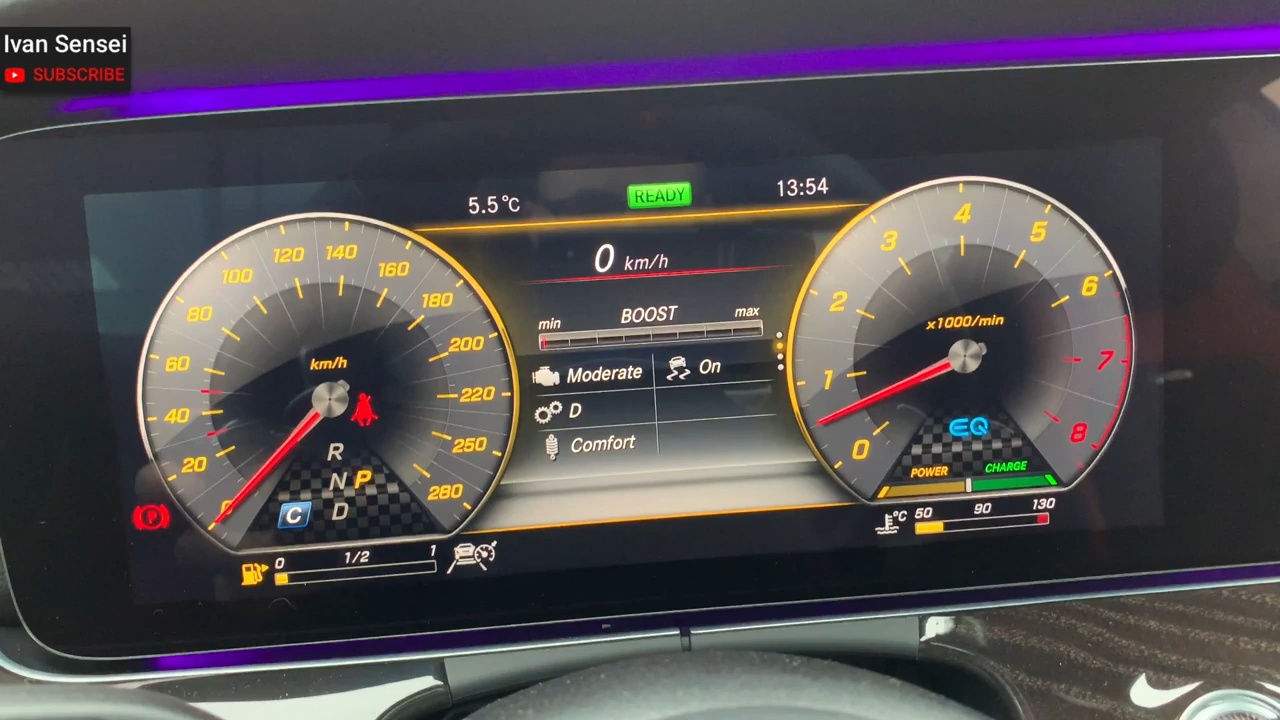 Ivan Sensei
SUBSCRIBE
5.5°C
READY
13:54
0 km/h
BOOST
min
max
Moderate
On
D
Comfort
0
20
40
60
80
100
120
140
160
180
200
220
250
280
km/h
R
N P
C D
P
0 1/2 1
0
1
2
3
4
5
6
7
8
x1000/min
EQ
POWER CHARGE
°C 50 90 130